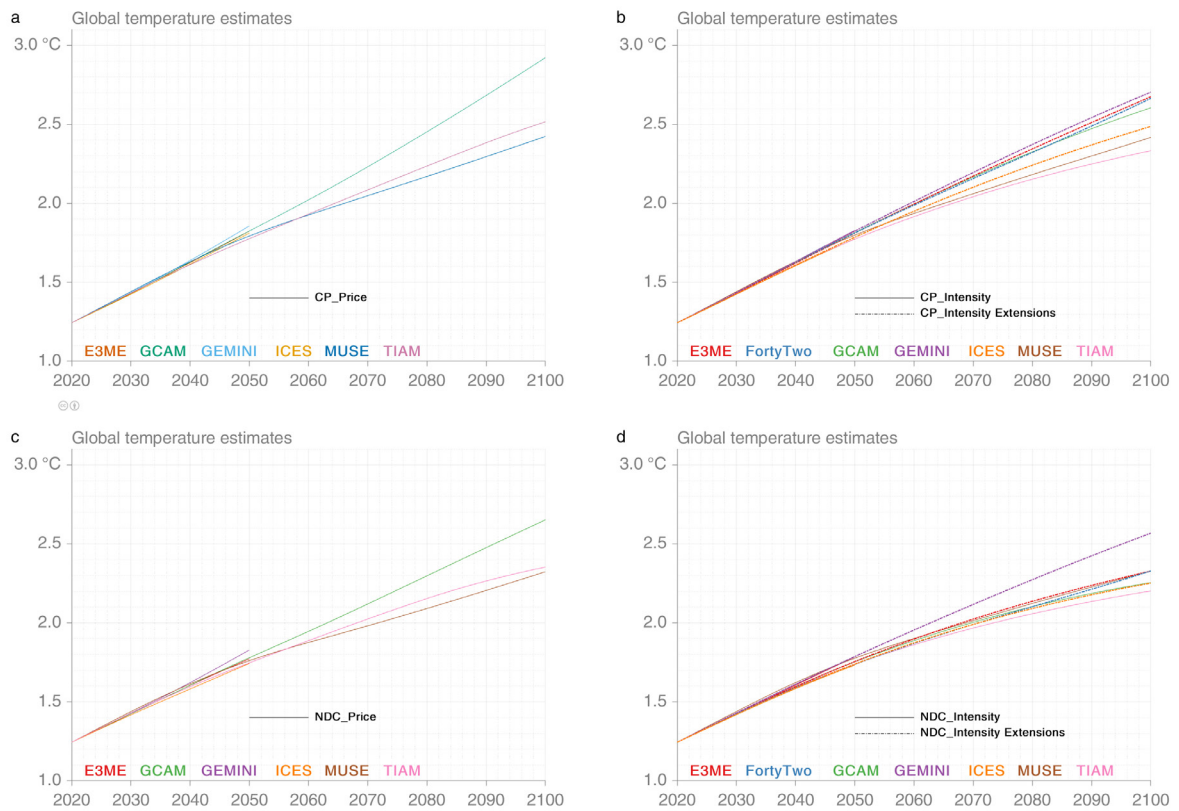 a
Global temperature estimates
3.0 °C
2.5
2.0
1.5
1.0
CP_Price
E3ME GCAM GEMINI ICES MUSE TIAM
2020 2030 2040 2050 2060 2070 2080 2090 2100
cc
b
Global temperature estimates
3.0 °C
2.5
2.0
1.5
1.0
CP_Intensity
CP_Intensity Extensions
E3ME FortyTwo GCAM GEMINI ICES MUSE TIAM
2020 2030 2040 2050 2060 2070 2080 2090 2100
c
Global temperature estimates
3.0 °C
2.5
2.0
1.5
1.0
NDC_Price
E3ME GCAM GEMINI ICES MUSE TIAM
2020 2030 2040 2050 2060 2070 2080 2090 2100
d
Global temperature estimates
3.0 °C
2.5
2.0
1.5
1.0
NDC_Intensity
NDC_Intensity Extensions
E3ME FortyTwo GCAM GEMINI ICES MUSE TIAM
2020 2030 2040 2050 2060 2070 2080 2090 2100